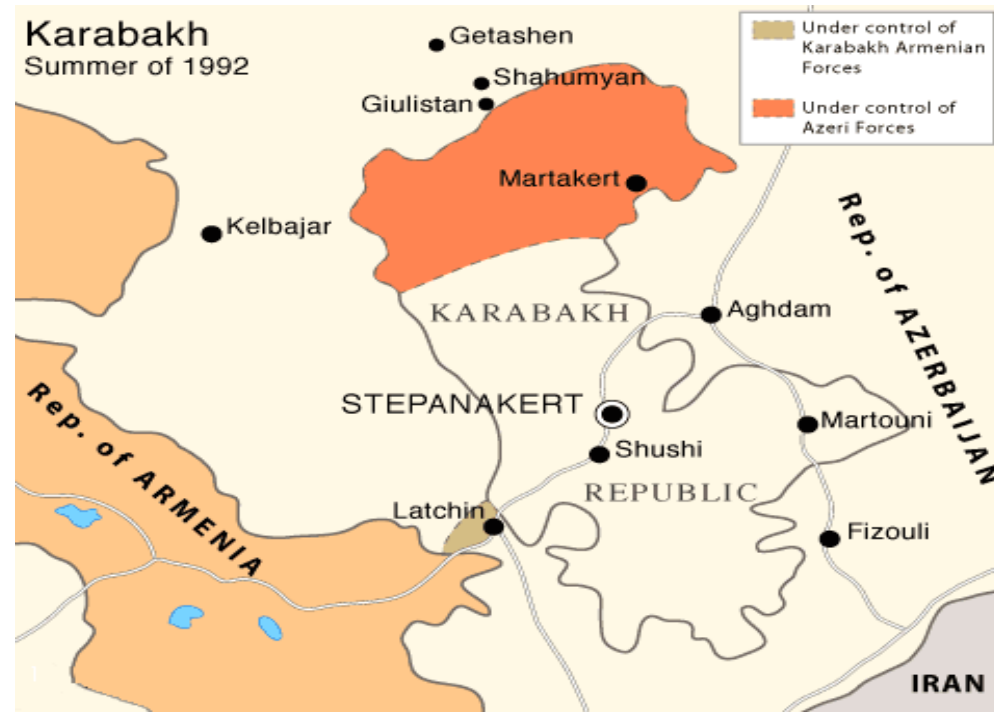 Karabakh
Summer of 1992
Under control of
Karabakh Armenian
Forces
Under control of
Azeri Forces
Getashen
Shahumyan
Giulistan
Martakert
Kelbajar
KARABAKH
Aghdam
Rep. of AZERBAIJAN
STEPANAKERT
Martouni
Shushi
REPUBLIC
Rep. of ARMENIA
Latchin
Fizouli
IRAN